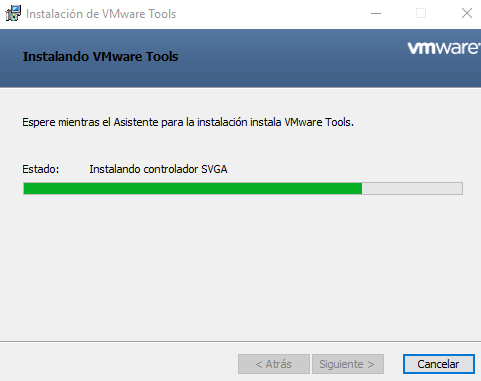 Instalación de VMware Tools
Instalando VMware Tools
vmware
Espere mientras el Asistente para la instalación instala VMware Tools.
Estado: Instalando controlador SVGA
< Atrás Siguiente > Cancelar